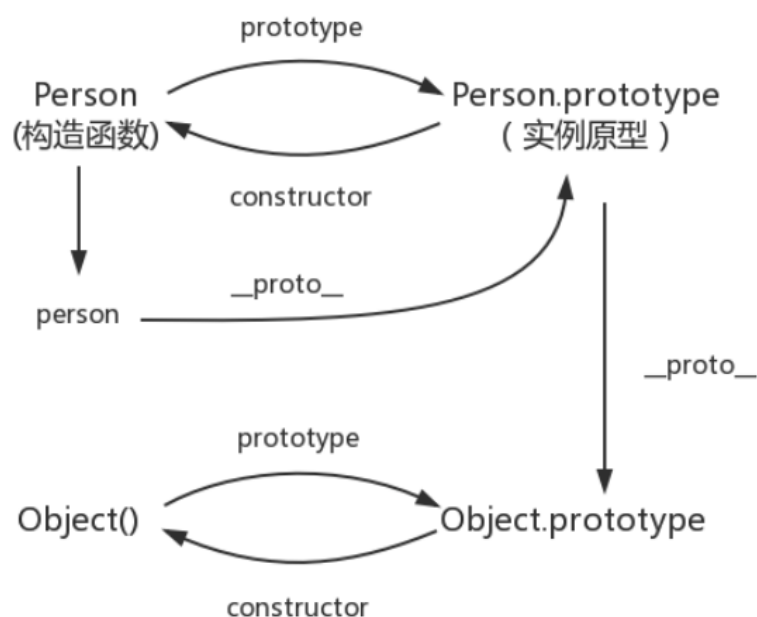 prototype
Person
Person.prototype
(构造函数)
（实例原型）
constructor
__proto__
person
__proto__
prototype
Object()
Object.prototype
constructor